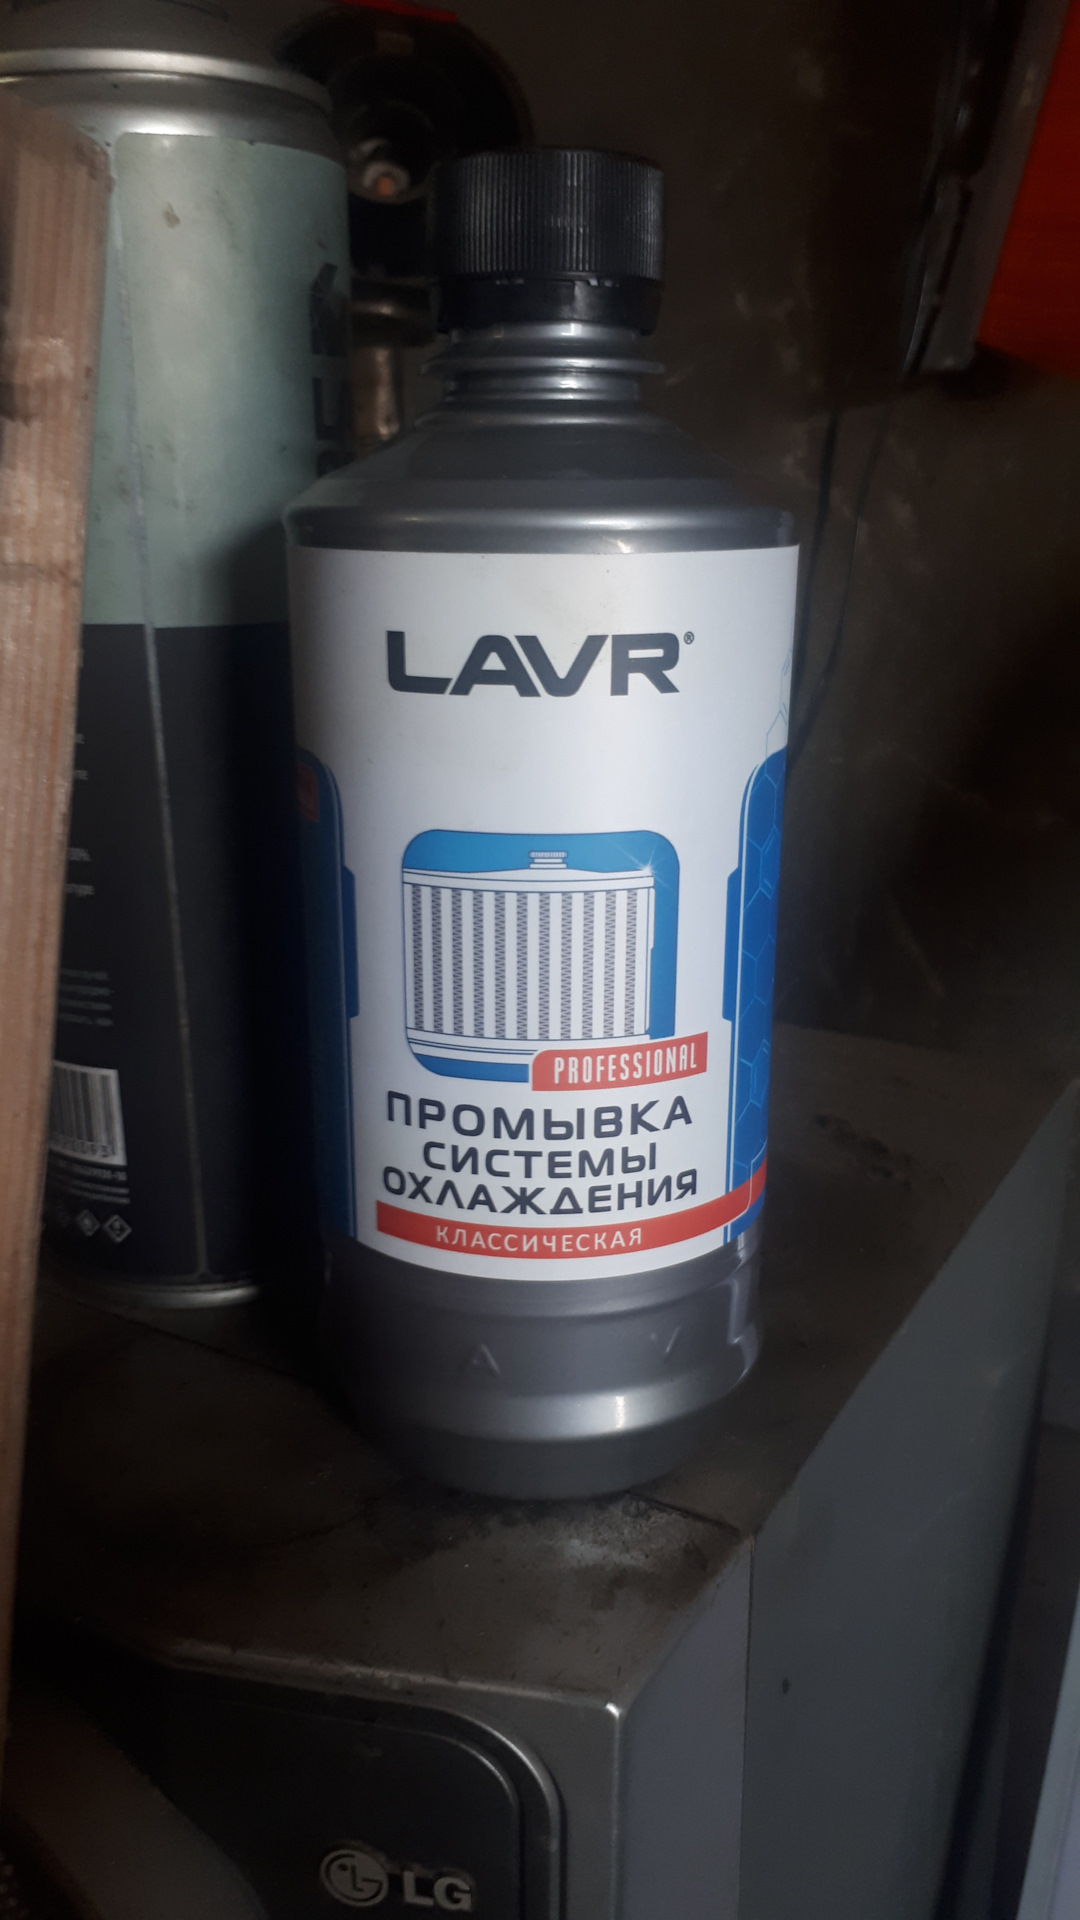 LAVR®
PROFESSIONAL
ПРОМЫВКА
СИСТЕМЫ
ОХЛАЖДЕНИЯ
КЛАССИЧЕСКАЯ
LG